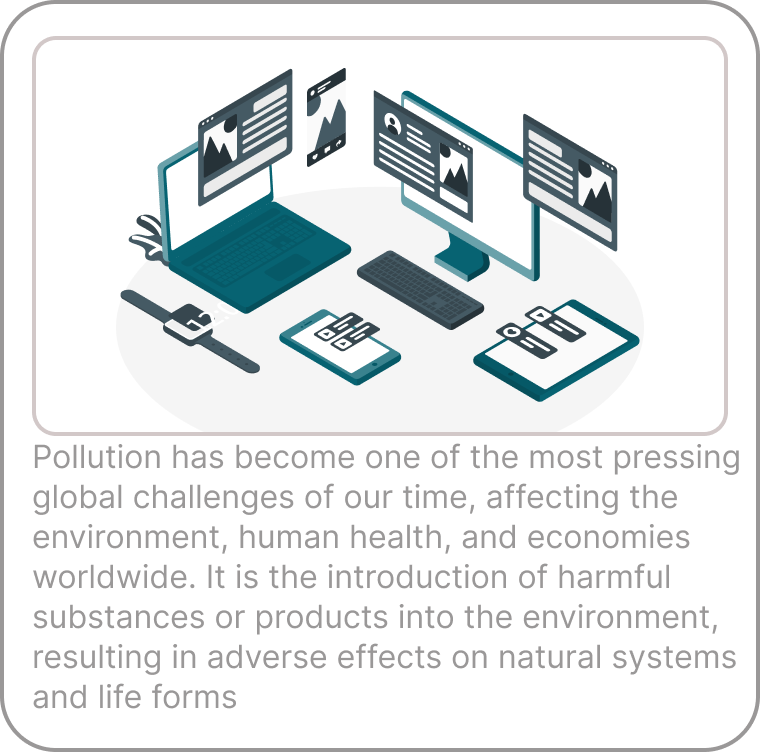 Pollution has become one of the most pressing
global challenges of our time, affecting the
environment, human health, and economies
worldwide. It is the introduction of harmful
substances or products into the environment,
resulting in adverse effects on natural systems
and life forms